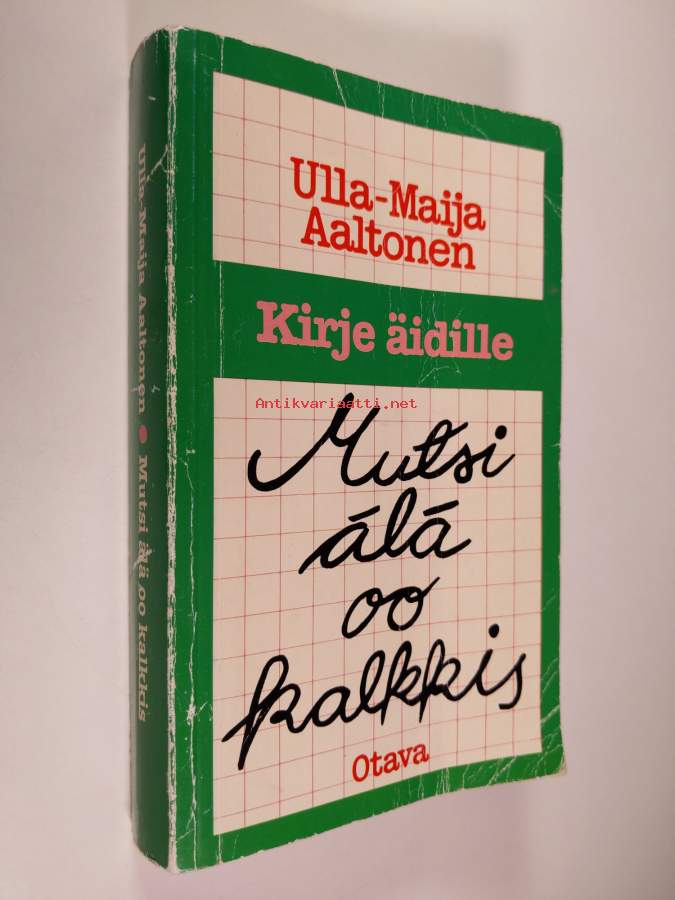 Ulla-Maija Aaltonen • Mutsi älä oo kalkkis
Ulla-Maija
Aaltonen
Kirje äidille
Antikvariaatti.net
Mutsi
älä
oo
kalkkis
Otava